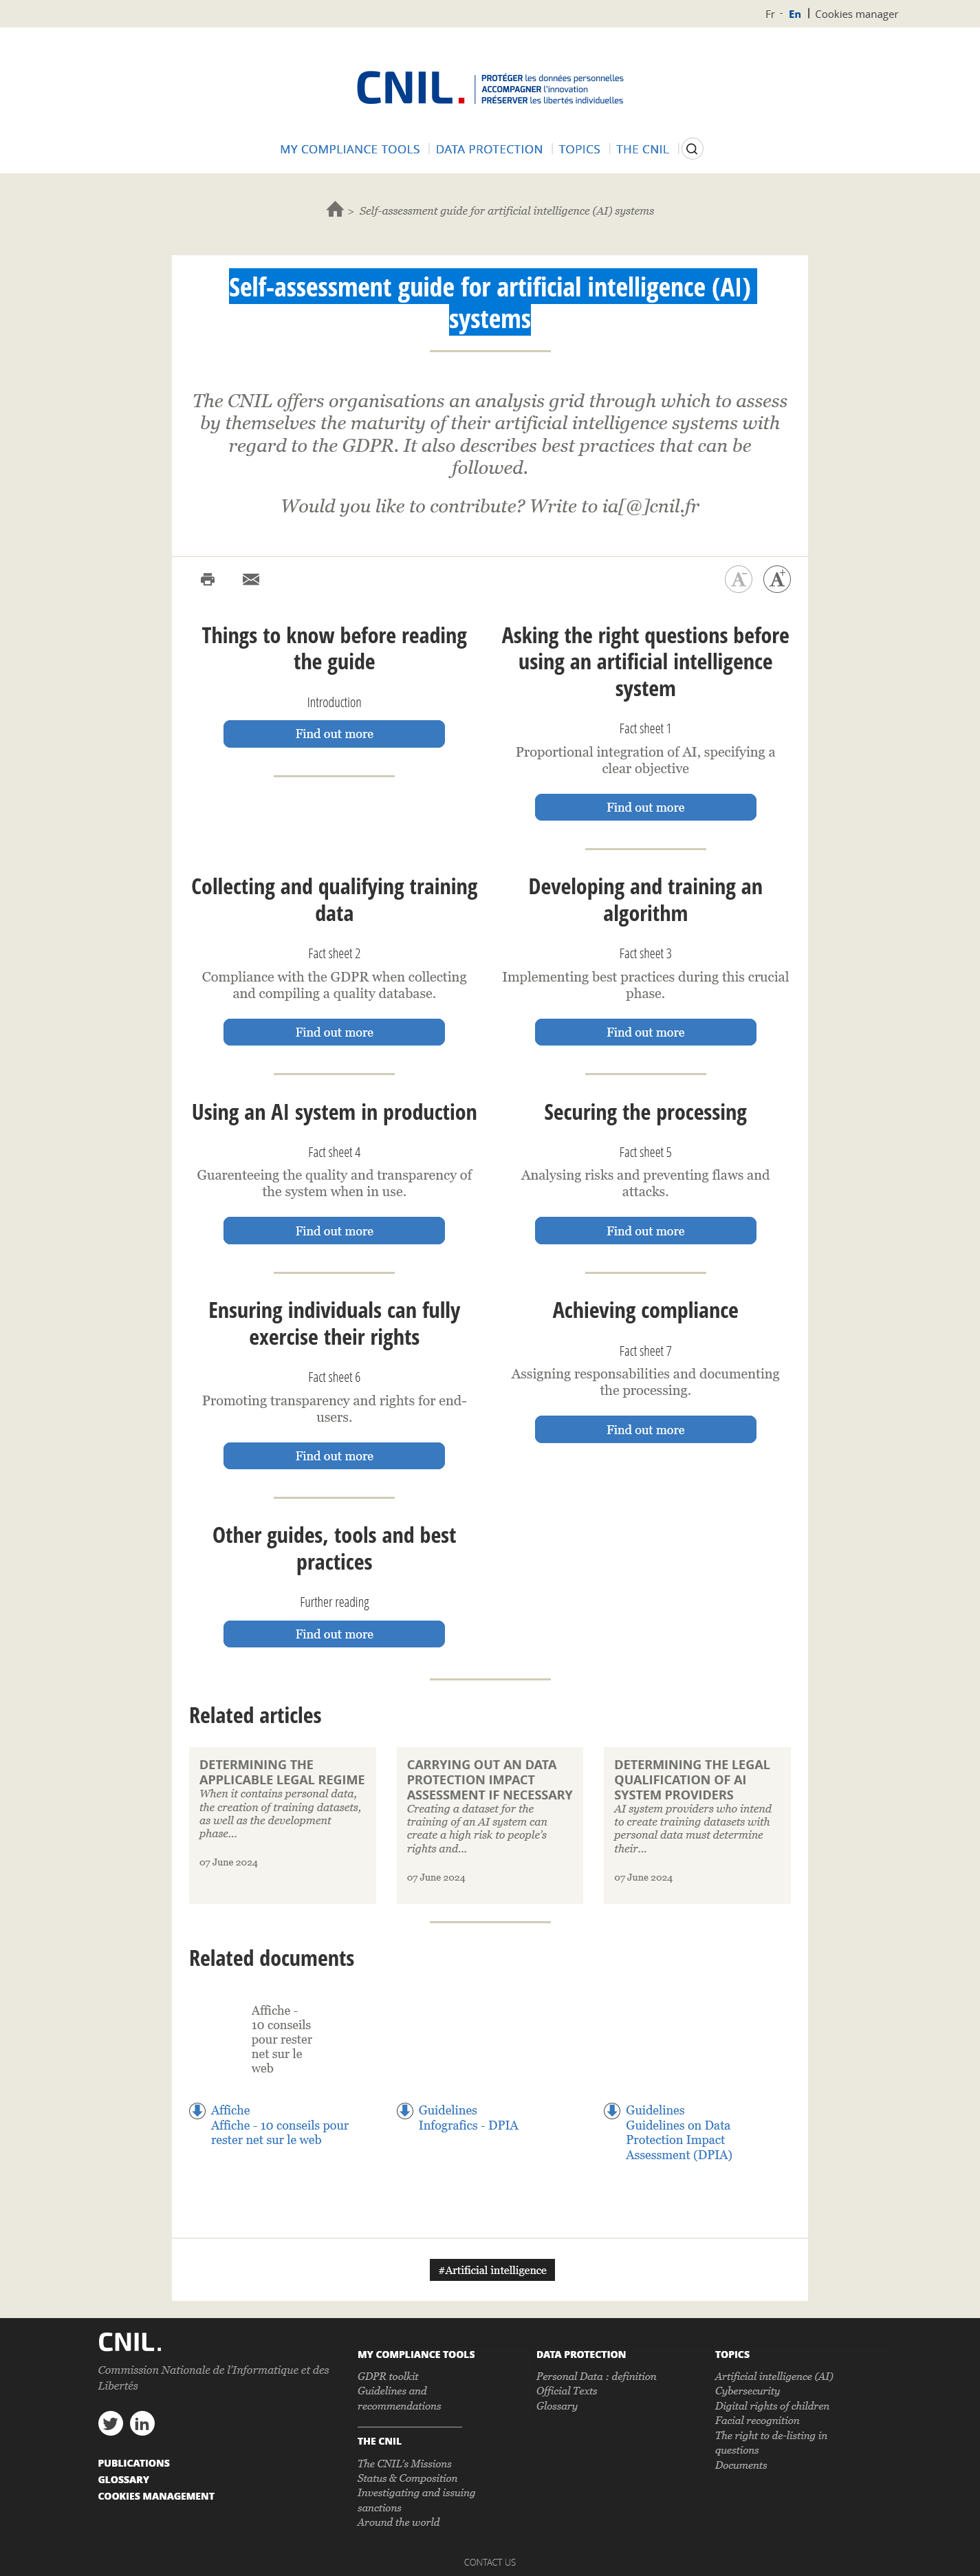 Fr - En | Cookies manager
CNIL.
PROTÉGER les données personnelles
ACCOMPAGNER l'innovation
PRÉSERVER les libertés individuelles
MY COMPLIANCE TOOLS
DATA PROTECTION
TOPICS
THE CNIL
> Self-assessment guide for artificial intelligence (AI) systems
Self-assessment guide for artificial intelligence (AI)
systems
The CNIL offers organisations an analysis grid through which to assess
by themselves the maturity of their artificial intelligence systems with
regard to the GDPR. It also describes best practices that can be
followed.
Would you like to contribute? Write to ia[@]cnil.fr
A-
A+
Things to know before reading
the guide
Introduction
Find out more
Asking the right questions before
using an artificial intelligence
system
Fact sheet 1
Proportional integration of AI, specifying a
clear objective
Find out more
Collecting and qualifying training
data
Fact sheet 2
Compliance with the GDPR when collecting
and compiling a quality database.
Find out more
Developing and training an
algorithm
Fact sheet 3
Implementing best practices during this crucial
phase.
Find out more
Using an AI system in production
Fact sheet 4
Guarenteeing the quality and transparency of
the system when in use.
Find out more
Securing the processing
Fact sheet 5
Analysing risks and preventing flaws and
attacks.
Find out more
Ensuring individuals can fully
exercise their rights
Fact sheet 6
Promoting transparency and rights for end-
users.
Find out more
Achieving compliance
Fact sheet 7
Assigning responsabilities and documenting
the processing.
Find out more
Other guides, tools and best
practices
Further reading
Find out more
Related articles
DETERMINING THE
APPLICABLE LEGAL REGIME
When it contains personal data,
the creation of training datasets,
as well as the development
phase...
07 June 2024
CARRYING OUT AN DATA
PROTECTION IMPACT
ASSESSMENT IF NECESSARY
Creating a dataset for the
training of an AI system can
create a high risk to people's
rights and...
07 June 2024
DETERMINING THE LEGAL
QUALIFICATION OF AI
SYSTEM PROVIDERS
AI system providers who intend
to create training datasets with
personal data must determine
their...
07 June 2024
Related documents
Affiche -
10 conseils
pour rester
net sur le
web
Affiche
Affiche - 10 conseils pour
rester net sur le web
Guidelines
Infografics - DPIA
Guidelines
Guidelines on Data
Protection Impact
Assessment (DPIA)
#Artificial intelligence
CNIL.
Commission Nationale de l'Informatique et des
Libertés
in
PUBLICATIONS
GLOSSARY
COOKIES MANAGEMENT
MY COMPLIANCE TOOLS
GDPR toolkit
Guidelines and
recommendations
THE CNIL
The CNIL's Missions
Status & Composition
Investigating and issuing
sanctions
Around the world
DATA PROTECTION
Personal Data : definition
Official Texts
Glossary
TOPICS
Artificial intelligence (AI)
Cybersecurity
Digital rights of children
Facial recognition
The right to de-listing in
questions
Documents
CONTACT US